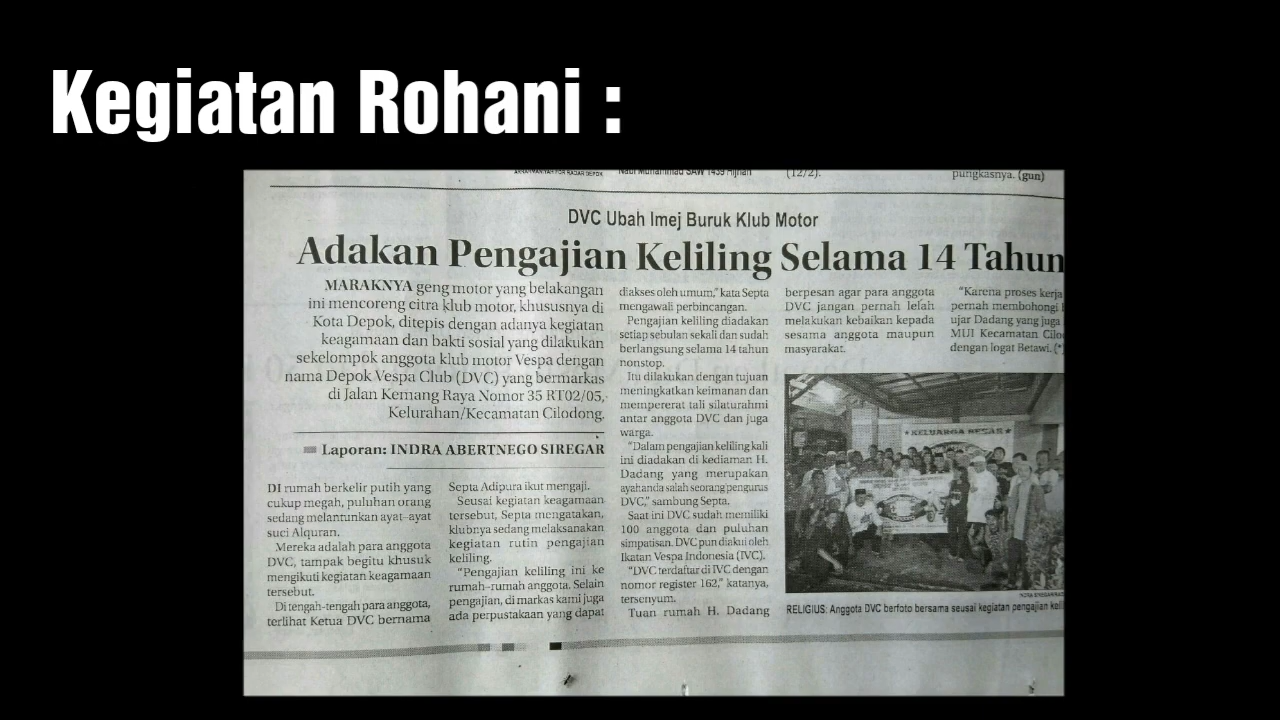 Kegiatan Rohani :
Nabi Muhammad SAW 1439 Hijriah
(12/2).
pungkasnya. (gun)
DVC Ubah Imej Buruk Klub Motor
Adakan Pengajian Keliling Selama 14 Tahun
MARAKNYA geng motor yang belakangan
ini mencoreng citra klub motor, khususnya di
Kota Depok, ditepis dengan adanya kegiatan
keagamaan dan bakti sosial yang dilakukan
sekelompok anggota klub motor Vespa dengan
nama Depok Vespa Club (DVC) yang bermarkas
di Jalan Kemang Raya Nomor 35 RT02/05,
Kelurahan/Kecamatan Cilodong.
Laporan: INDRA ABERTNEGO SIREGAR
DI rumah berkelir putih yang
cukup megah, puluhan orang
sedang melantunkan ayat-ayat
suci Alquran.
Mereka adalah para anggota
DVC, tampak begitu khusuk
mengikuti kegiatan keagamaan
tersebut.
Di tengah-tengah para anggota,
terlihat Ketua DVC bernama
Septa Adipura ikut mengaji.
Seusai kegiatan keagamaan
tersebut, Septa mengatakan,
klubnya sedang melaksanakan
kegiatan rutin pengajian
keliling.
"Pengajian keliling ini ke
rumah-rumah anggota. Selain
pengajian, di markas kami juga
ada perpustakaan yang dapat
diakses oleh umum," kata Septa
mengawali perbincangan.
Pengajian keliling diadakan
setiap sebulan sekali dan sudah
berlangsung selama 14 tahun
nonstop.
Itu dilakukan dengan tujuan
meningkatkan keimanan dan
mempererat tali silaturahmi
antar anggota DVC dan juga
warga.
"Dalam pengajian keliling kali
ini diadakan di kediaman H.
Dadang yang merupakan
ayahanda salah seorang pengurus
DVC," sambung Septa.
Saat ini DVC sudah memiliki
100 anggota dan puluhan
simpatisan. DVC pun diakui oleh
Ikatan Vespa Indonesia (IVC).
"DVC terdaftar di IVC dengan
nomor register 162," katanya,
tersenyum.
Tuan rumah H. Dadang
berpesan agar para anggota
DVC jangan pernah lelah
melakukan kebaikan kepada
sesama anggota maupun
masyarakat.
"Karena proses kerja
pernah membohongi
ujar Dadang yang juga
MUI Kecamatan Cilo
dengan logat Betawi. (*
KELUARGA BESAR
RELIGIUS: Anggota DVC berfoto bersama seusai kegiatan pengajian keli